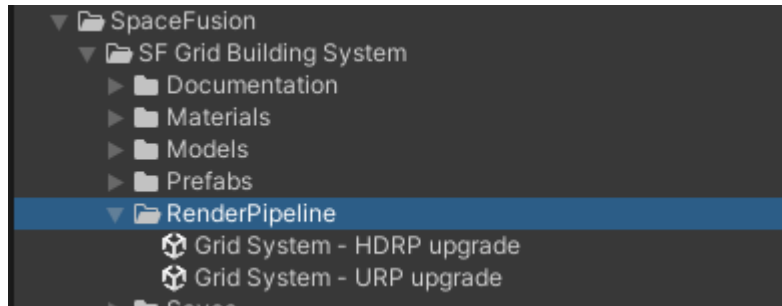 SpaceFusion
SF Grid Building System
Documentation
Materials
Models
Prefabs
RenderPipeline
Grid System - HDRP upgrade
Grid System - URP upgrade